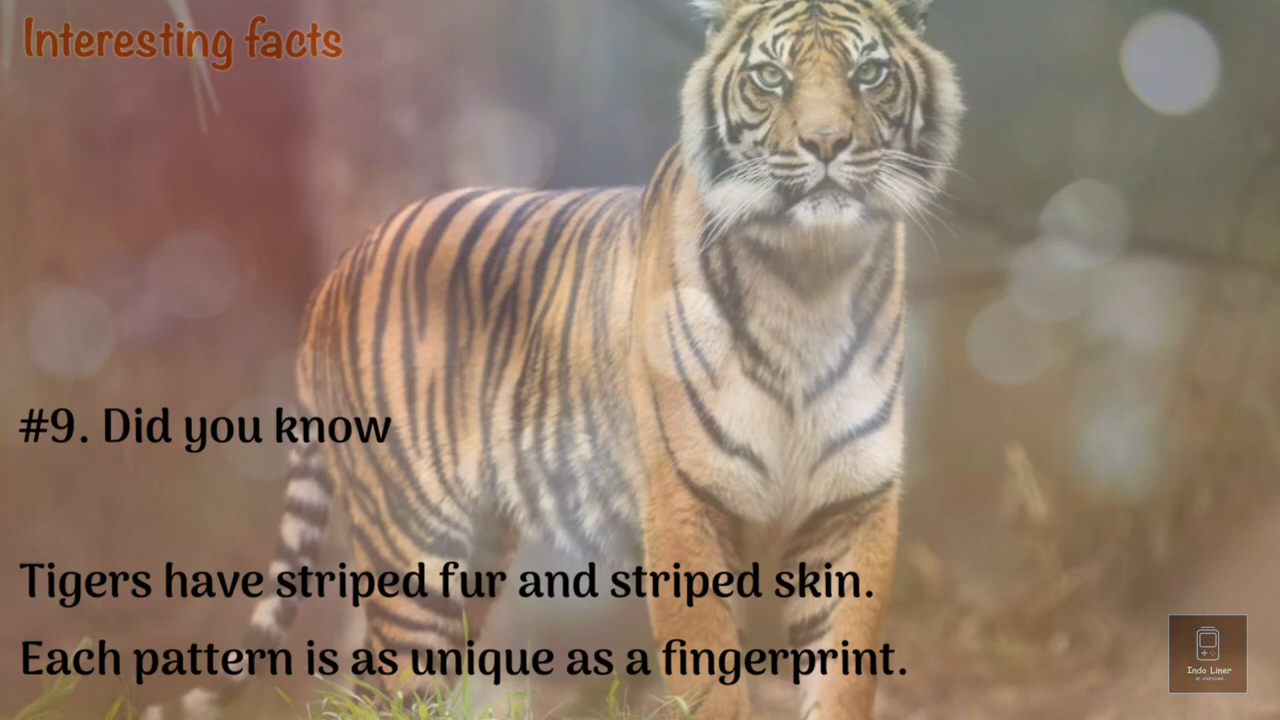 Interesting facts
#9. Did you know
Tigers have striped fur and striped skin.
Each pattern is as unique as a fingerprint.
Indo Liner